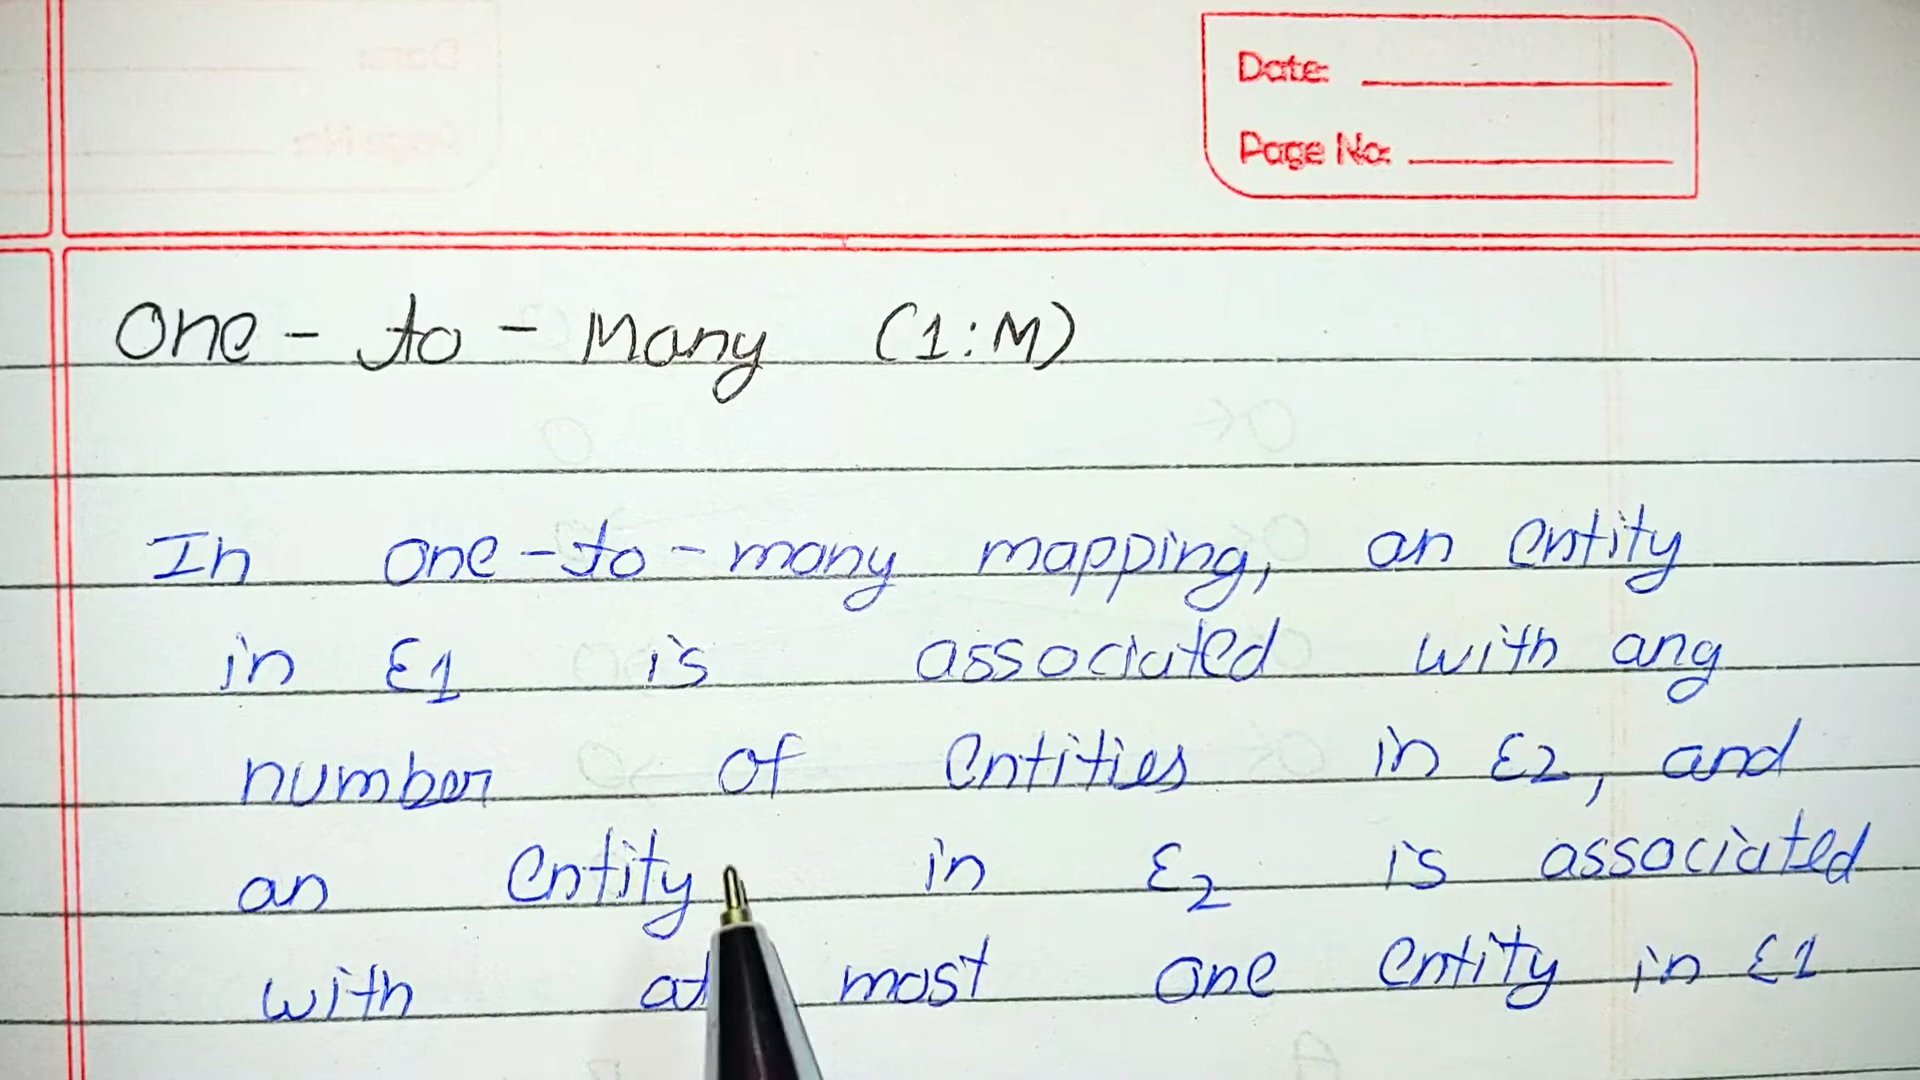 Date:
Page No:
One - to - Many (1:M)
In one - to - many mapping, an entity
in E1 is associated with any
number of entities in E2, and
an entity in E2 is associated
with at most one entity in E1